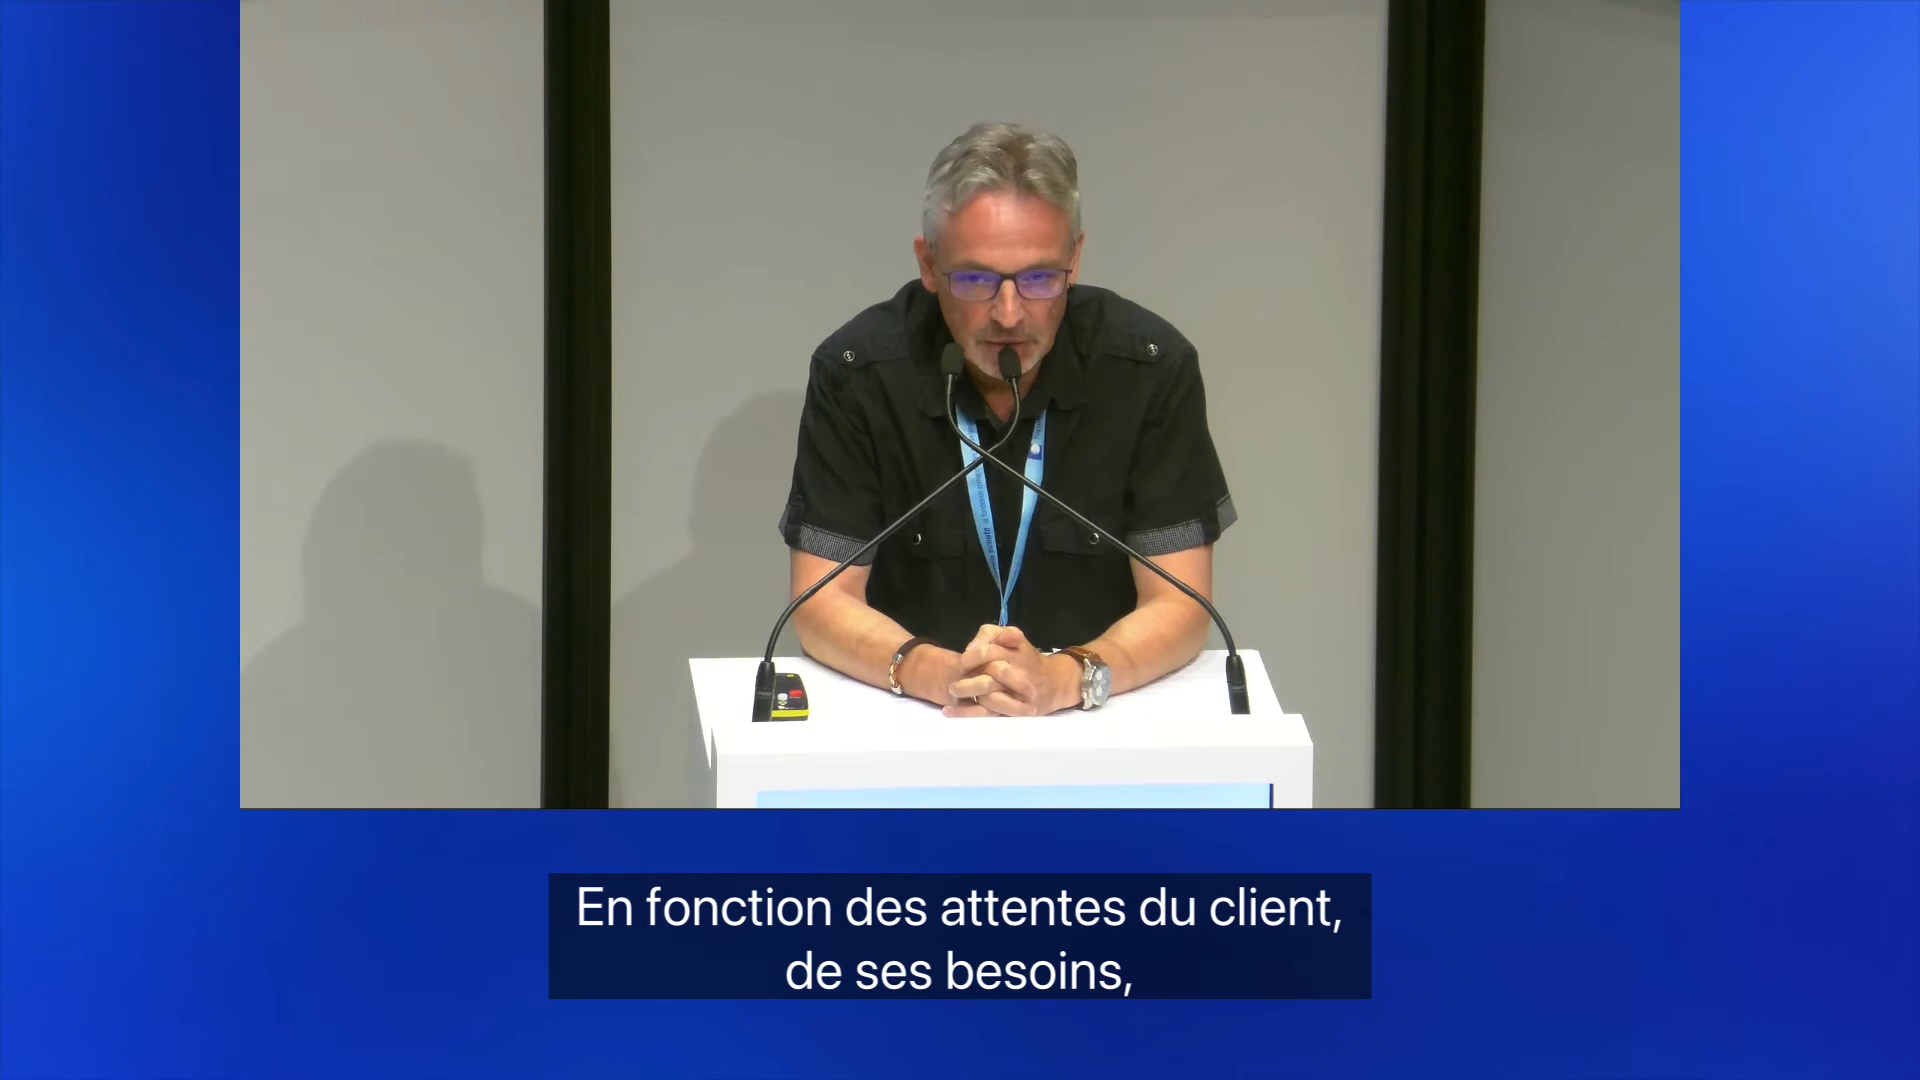 En fonction des attentes du client,
de ses besoins,